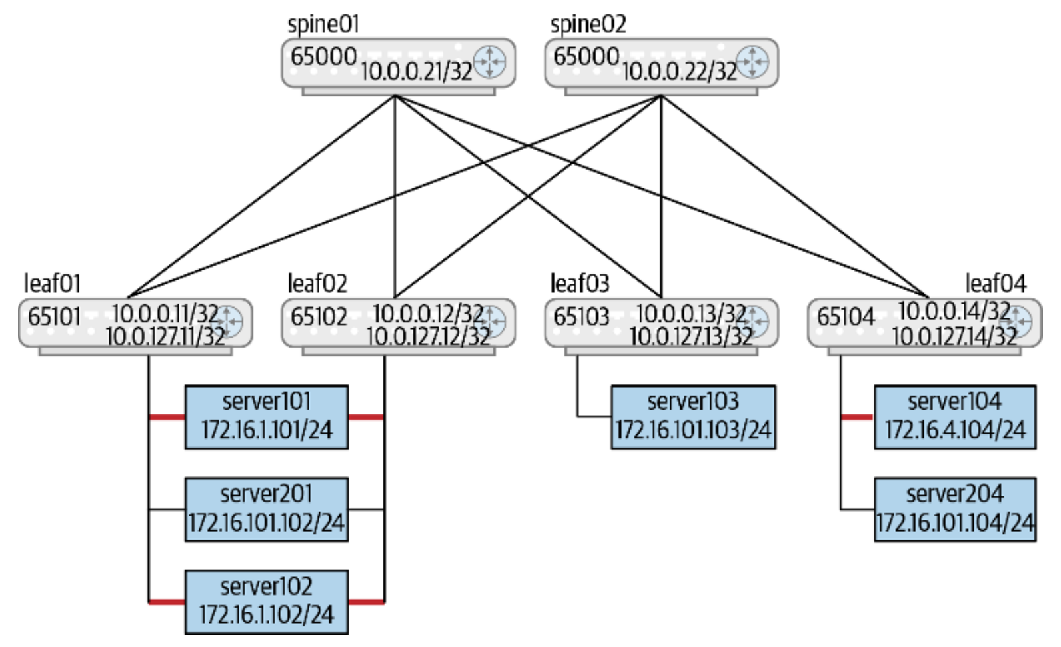 spine01
65000
10.0.0.21/32
spine02
65000
10.0.0.22/32
leaf01
65101
10.0.0.11/32
10.0.127.11/32
leaf02
65102
10.0.0.12/32
10.0.127.12/32
leaf03
65103
10.0.0.13/32
10.0.127.13/32
leaf04
65104
10.0.0.14/32
10.0.127.14/32
server101
172.16.1.101/24
server201
172.16.101.102/24
server102
172.16.1.102/24
server103
172.16.101.103/24
server104
172.16.4.104/24
server204
172.16.101.104/24